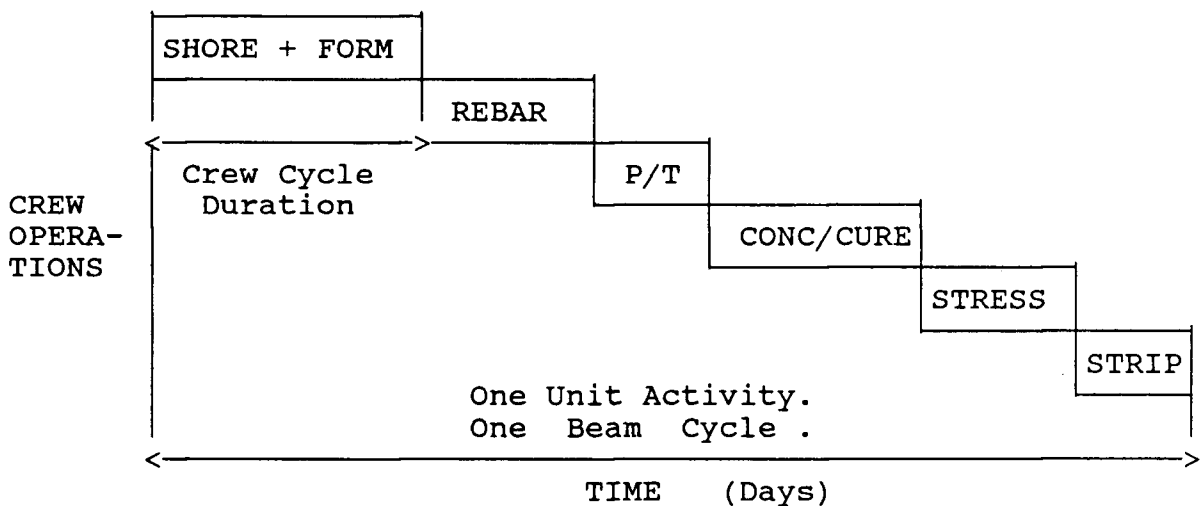 SHORE + FORM
REBAR
Crew Cycle
Duration
P/T
CREW
OPERA-
TIONS
CONC/CURE
STRESS
STRIP
One Unit Activity.
One Beam Cycle .
TIME (Days)